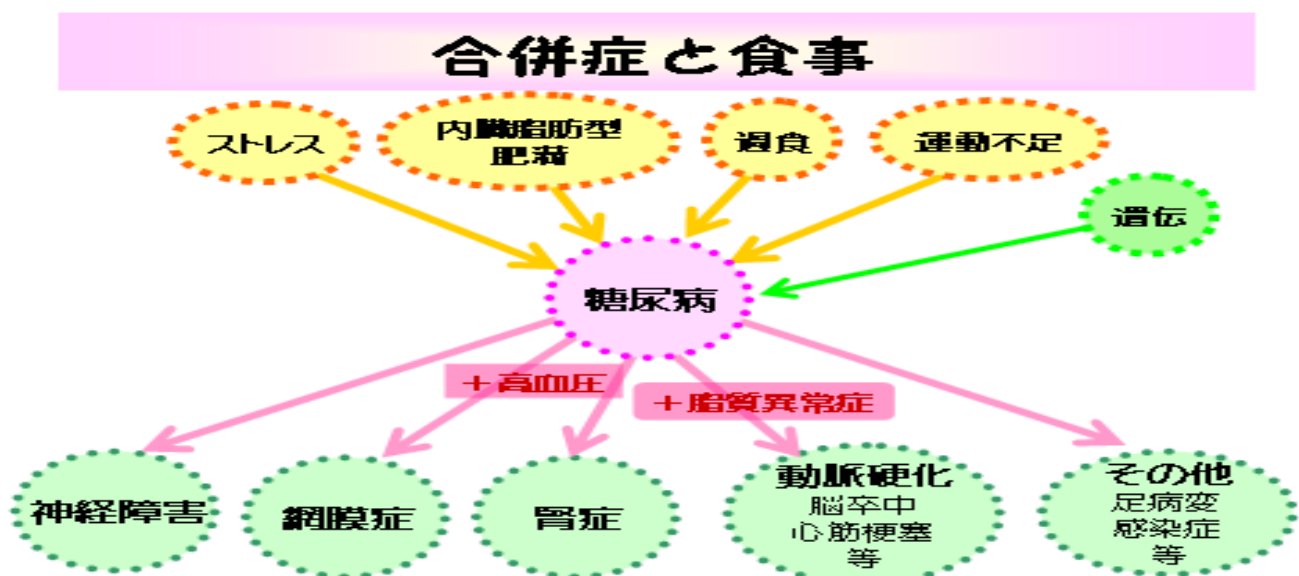 合併症と食事
ストレス
内臓脂肪型
肥満
過食
運動不足
遺伝
糖尿病
＋高血圧
＋脂質異常症
神経障害
網膜症
腎症
動脈硬化
脳卒中
心筋梗塞
等
その他
足病変
感染症
等